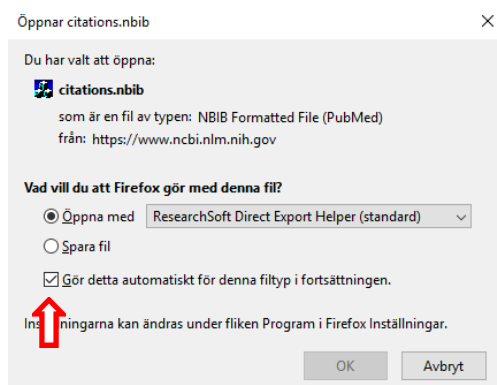 Öppnar citations.nbib
Du har valt att öppna:
citations.nbib
som är en fil av typen: NBIB Formatted File (PubMed)
från: https://www.ncbi.nlm.nih.gov
Vad vill du att Firefox gör med denna fil?
Öppna med ResearchSoft Direct Export Helper (standard)
Spara fil
Gör detta automatiskt för denna filtyp i fortsättningen.
kan ändras under fliken Program i Firefox Inställningar.
OK Avbryt